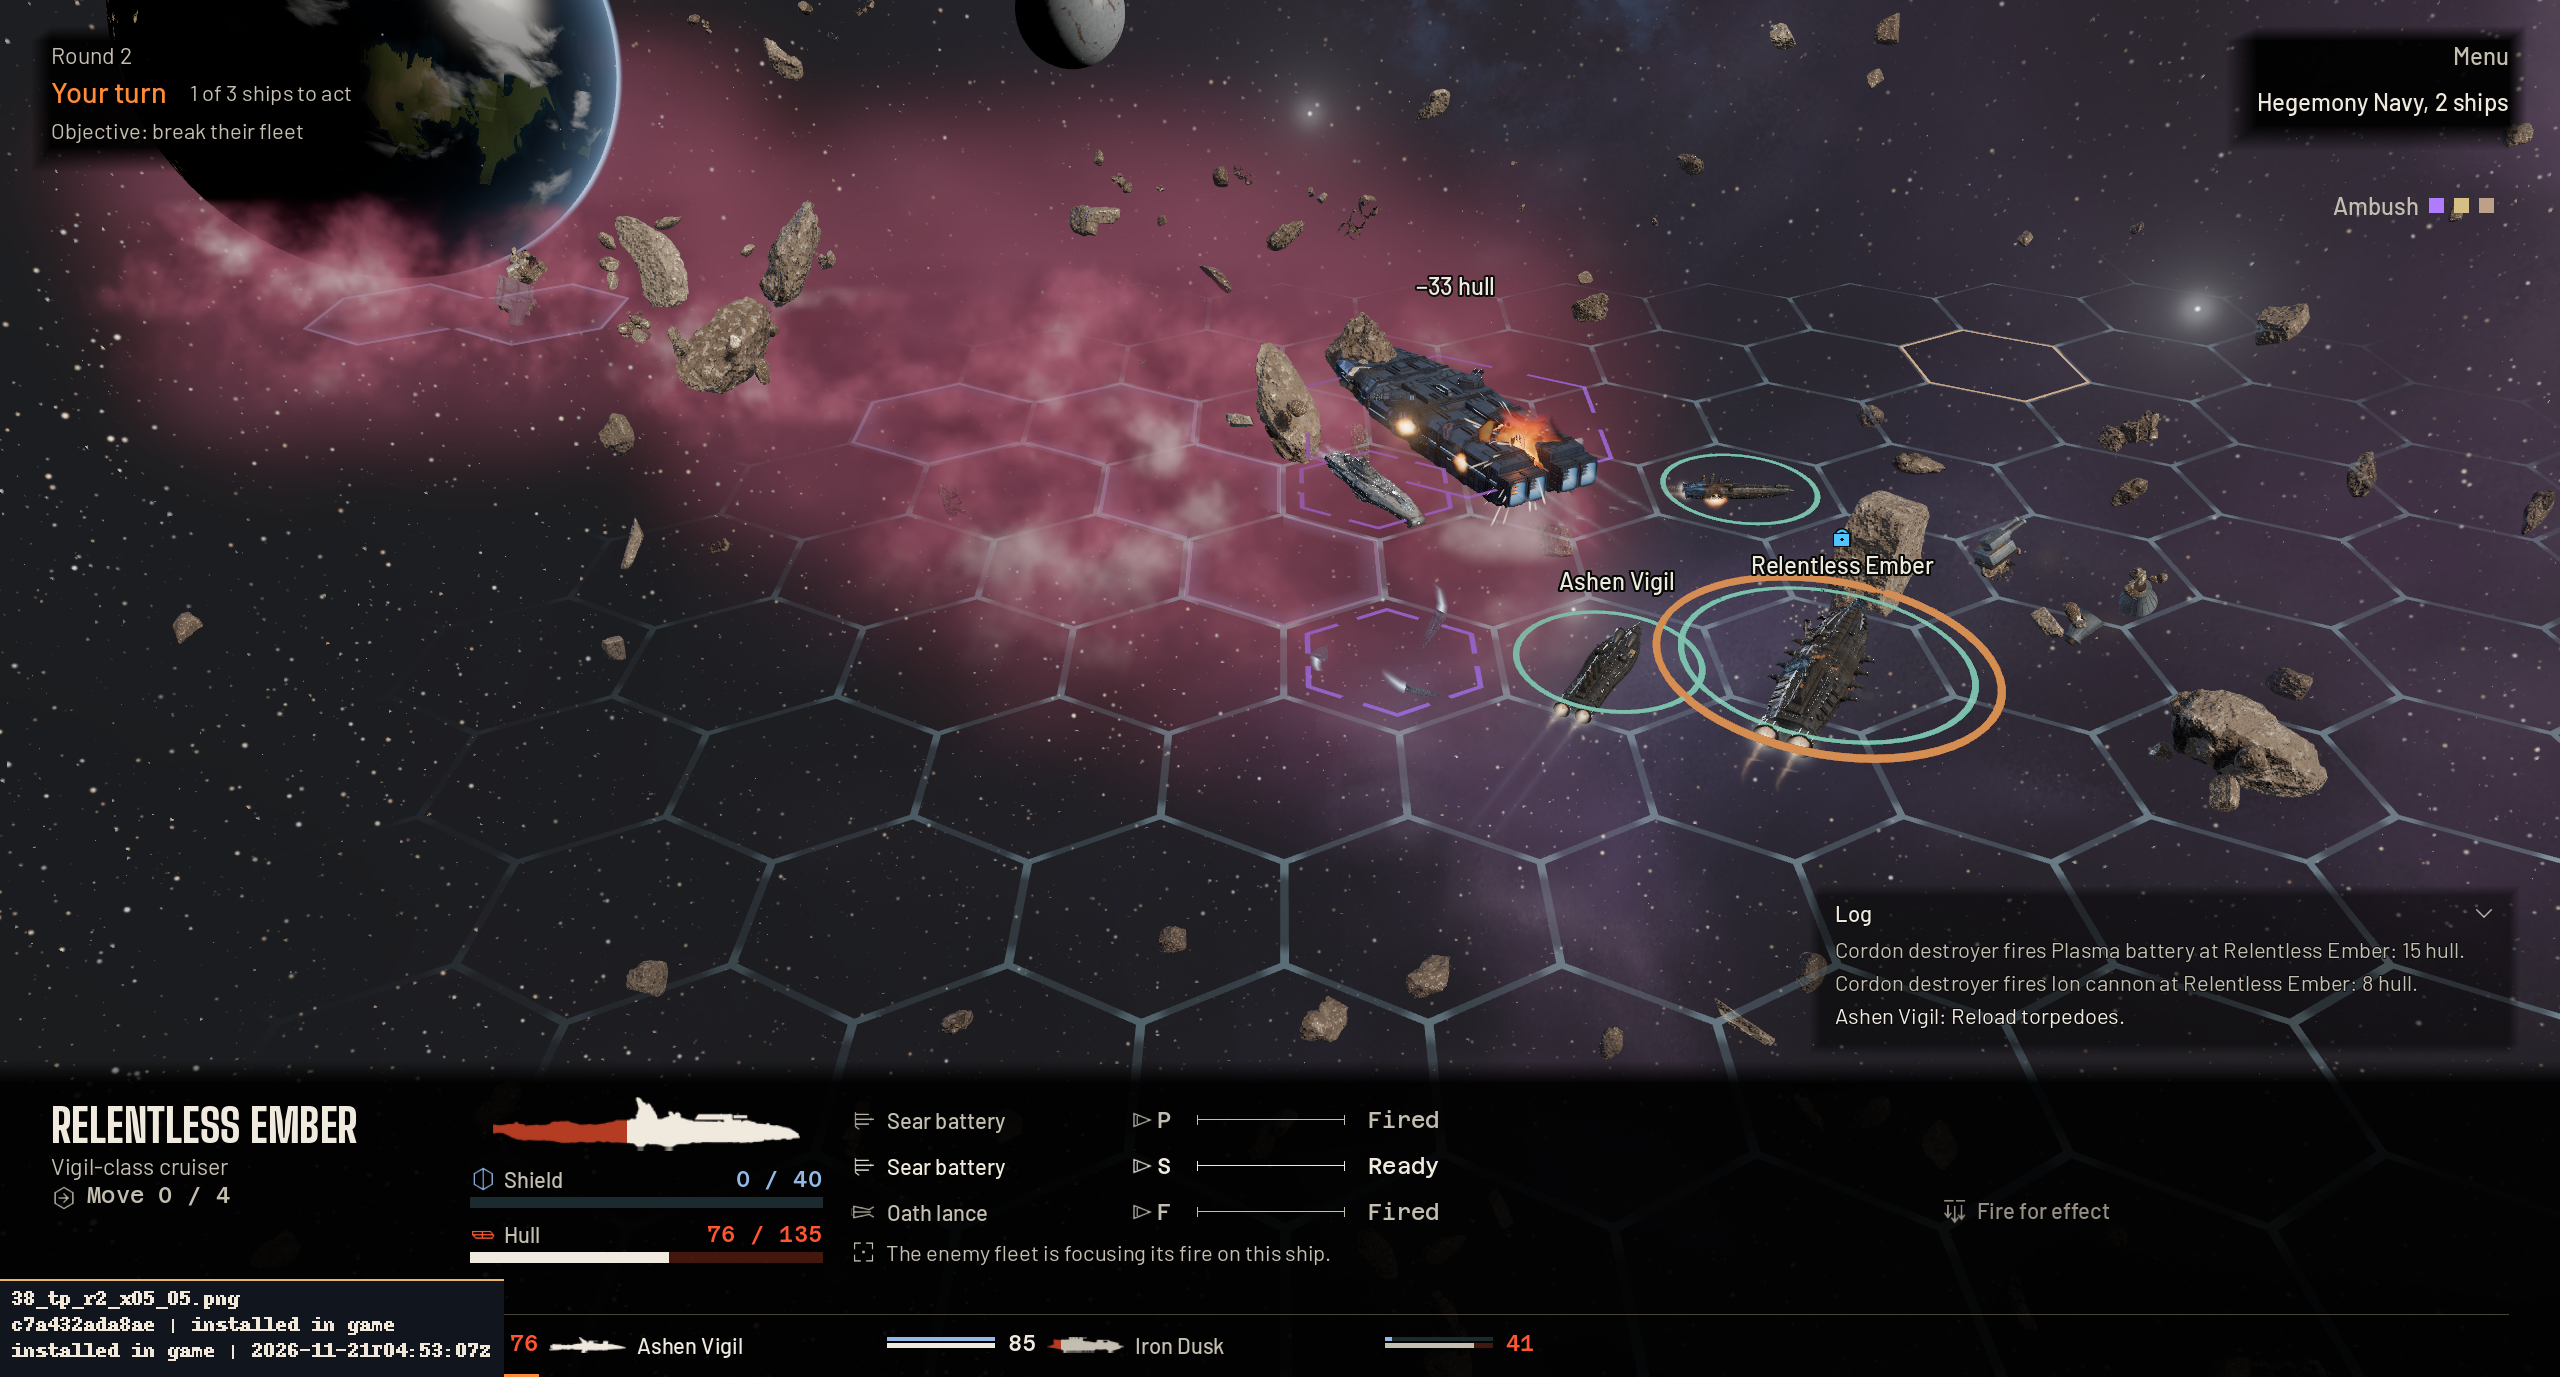 Round 2
Your turn 1 of 3 ships to act
Objective: break their fleet
Menu
Hegemony Navy, 2 ships
Ambush
−33 hull
Ashen Vigil
Relentless Ember
Log
Cordon destroyer fires Plasma battery at Relentless Ember: 15 hull.
Cordon destroyer fires Ion cannon at Relentless Ember: 8 hull.
Ashen Vigil: Reload torpedoes.
RELENTLESS EMBER
Vigil-class cruiser
Move 0 / 4
Shield 0 / 40
Hull 76 / 135
Sear battery P Fired
Sear battery S Ready
Oath lance F Fired
The enemy fleet is focusing its fire on this ship.
Fire for effect
38_tp_r2_x05_05.png
c7a432ada8ae | installed in game
installed in game | 2026-11-21T04:53:07Z
76 Ashen Vigil 85 Iron Dusk 41